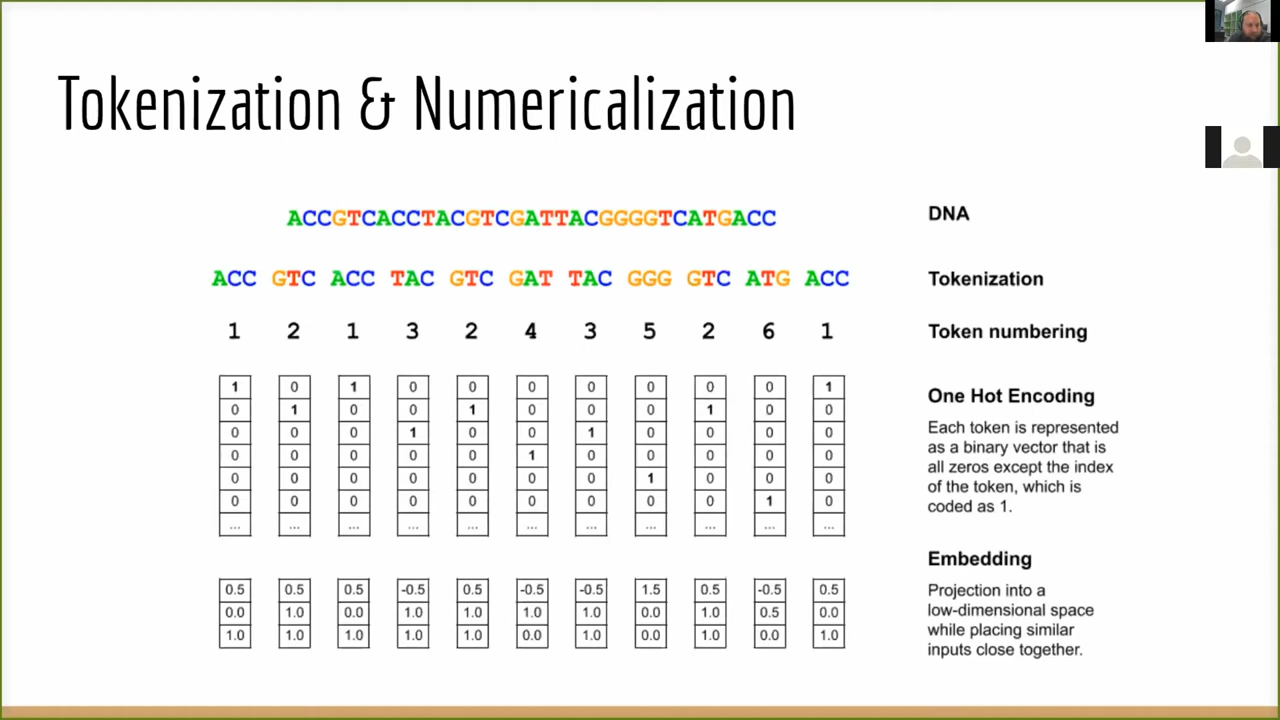 Tokenization & Numericalization
ACCGTCACCTACGTCGATTACGGGGTCATGACC DNA
ACC GTC ACC TAC GTC GAT TAC GGG GTC ATG ACC Tokenization
1 2 1 3 2 4 3 5 2 6 1 Token numbering
1 0 1 0 0 0 0 0 0 0 1
0 1 0 0 1 0 0 0 1 0 0
0 0 0 1 0 0 1 0 0 0 0
0 0 0 0 0 1 0 0 0 0 0
0 0 0 0 0 0 0 1 0 0 0
0 0 0 0 0 0 0 0 0 1 0
... ... ... ... ... ... ... ... ... ... ...
One Hot Encoding
Each token is represented
as a binary vector that is
all zeros except the index
of the token, which is
coded as 1.
0.5 0.5 0.5 -0.5 0.5 -0.5 -0.5 1.5 0.5 -0.5 0.5
0.0 1.0 0.0 1.0 1.0 1.0 1.0 0.0 1.0 0.5 0.0
1.0 1.0 1.0 1.0 1.0 0.0 1.0 0.0 1.0 0.0 1.0
Embedding
Projection into a
low-dimensional space
while placing similar
inputs close together.